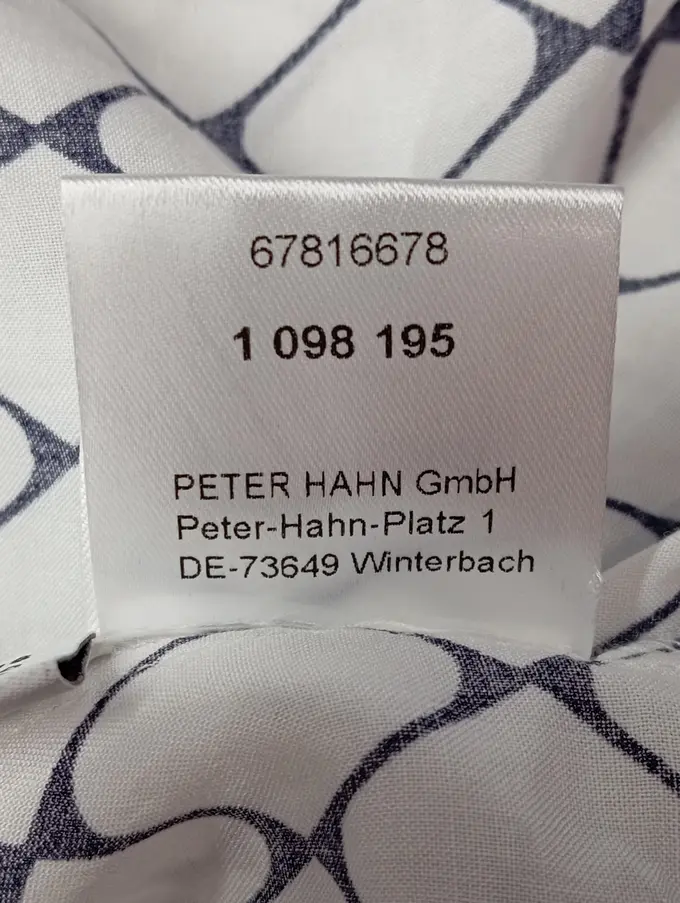 67816678
1 098 195
PETER HAHN GmbH
Peter-Hahn-Platz 1
DE-73649 Winterbach